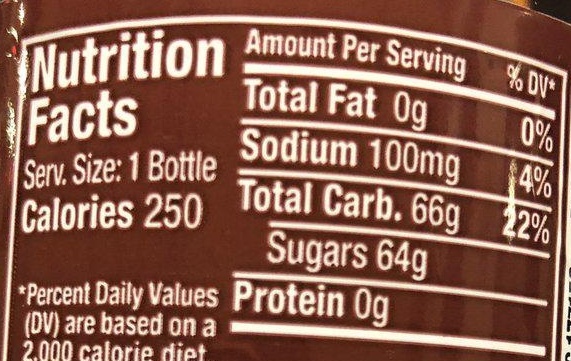 Nutrition
Facts
Serv. Size: 1 Bottle
Calories 250
*Percent Daily Values
(DV) are based on a
2,000 calorie diet
Amount Per Serving % DV*
Total Fat 0g 0%
Sodium 100mg 4%
Total Carb. 66g 22%
Sugars 64g
Protein 0g